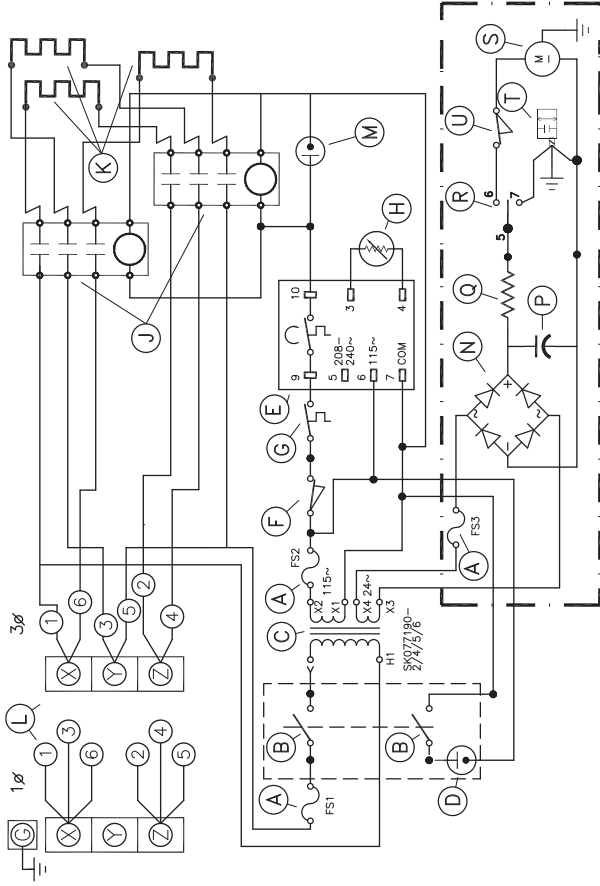 G
1ø
L
3ø
1
1
X
3
X
6
6
3
K
Y
Y
5
2
2
J
Z
4
Z
4
5
A
FS1
B
C
A
FS2
F
G
E
9
10
H1
X2
115~
X1
X4
24~
X3
5
208-
240~
6
115~
7
COM
3
4
H
M
SK077190-
2/4/5/6
B
D
A
FS3
N
~
+
-
~
P
Q
R
5
6
7
U
T
S
M